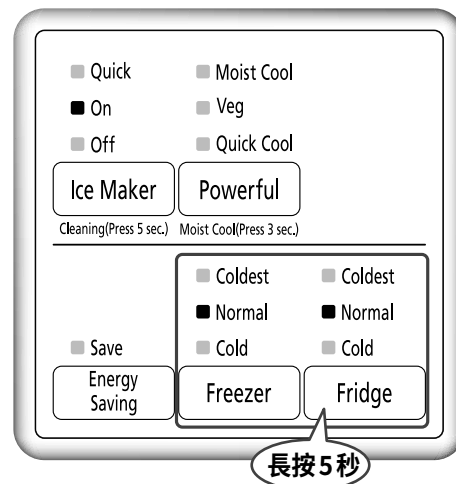 Quick Moist Cool
On Veg
Off Quick Cool
Ice Maker Powerful
Cleaning(Press 5 sec.) Moist Cool(Press 3 sec.)
Coldest Coldest
Normal Normal
Save Cold Cold
Energy
Saving
Freezer Fridge
長按5秒